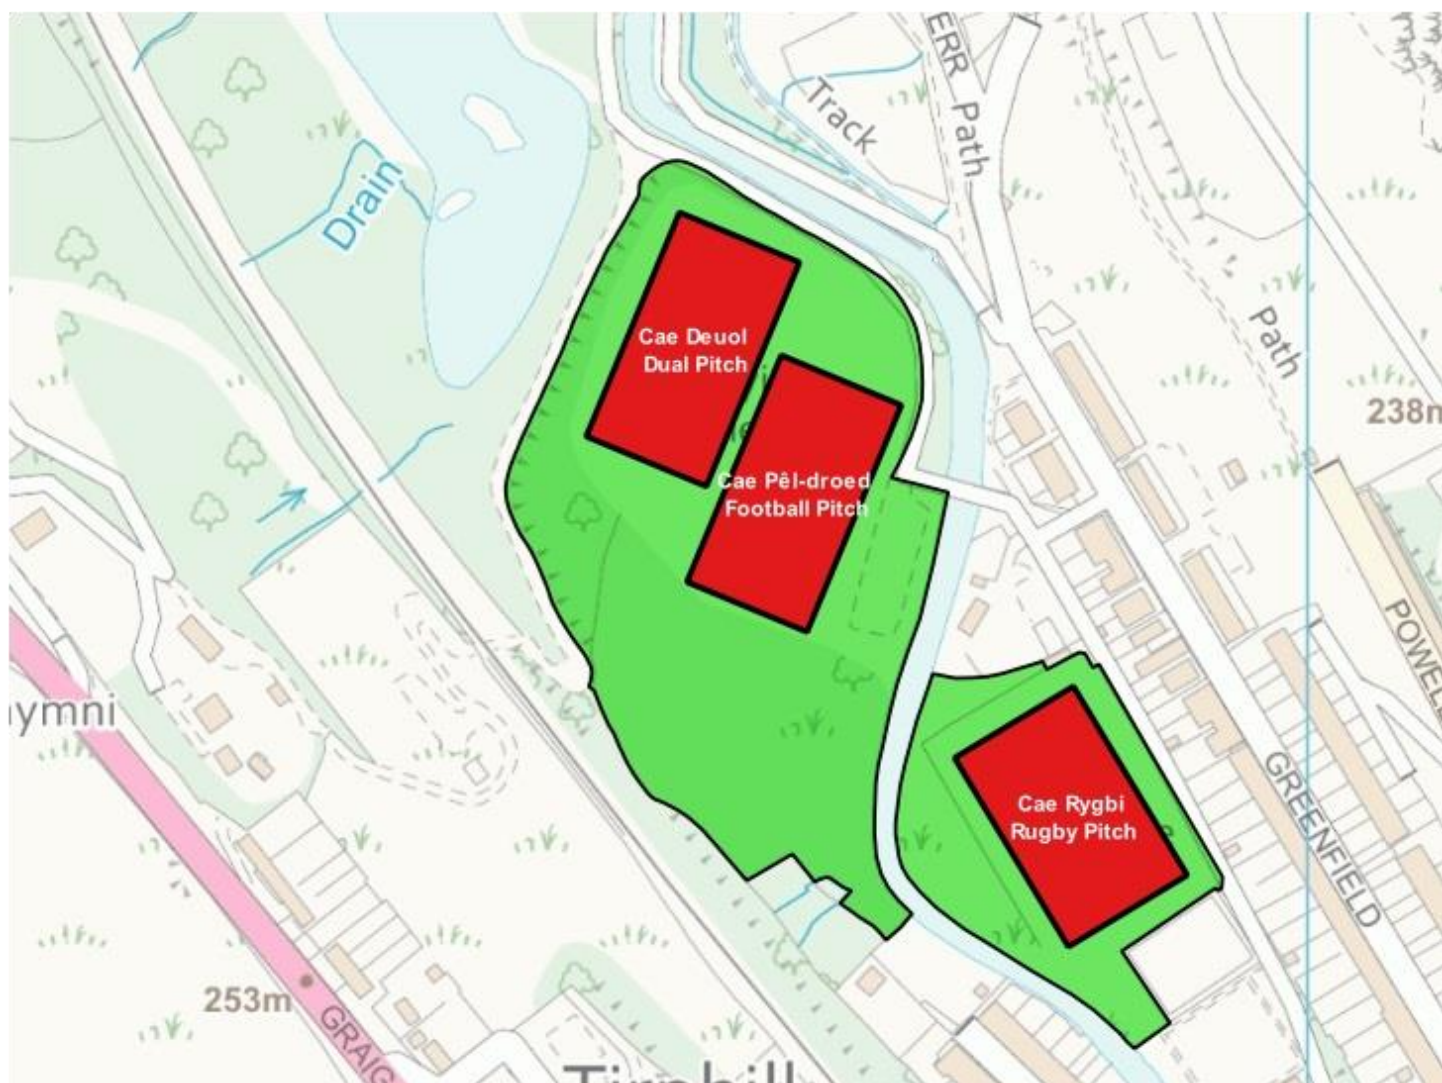 ERR Path
Track
Drain
Cae Deuol
Dual Pitch
Path
238m
Cae Pêl-droed
Football Pitch
ymni
Cae Rygbi
Rugby Pitch
GREENFIELD
253m
GRAIG